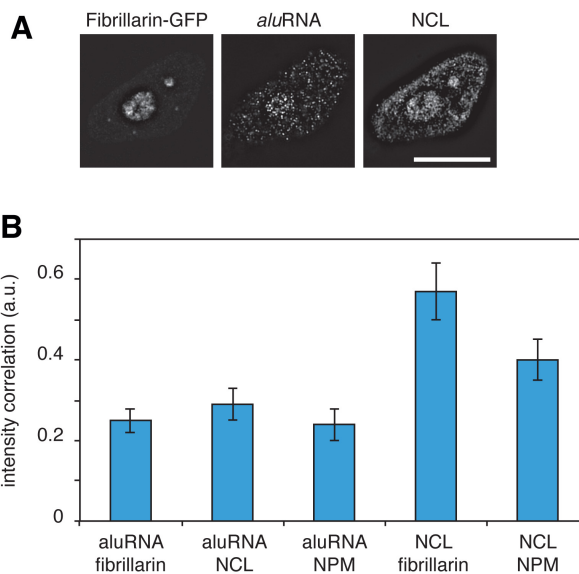 A
Fibrillarin-GFP
aluRNA
NCL
B
intensity correlation (a.u.)
0.6
0.4
0.2
0
aluRNA
fibrillarin
aluRNA
NCL
aluRNA
NPM
NCL
fibrillarin
NCL
NPM